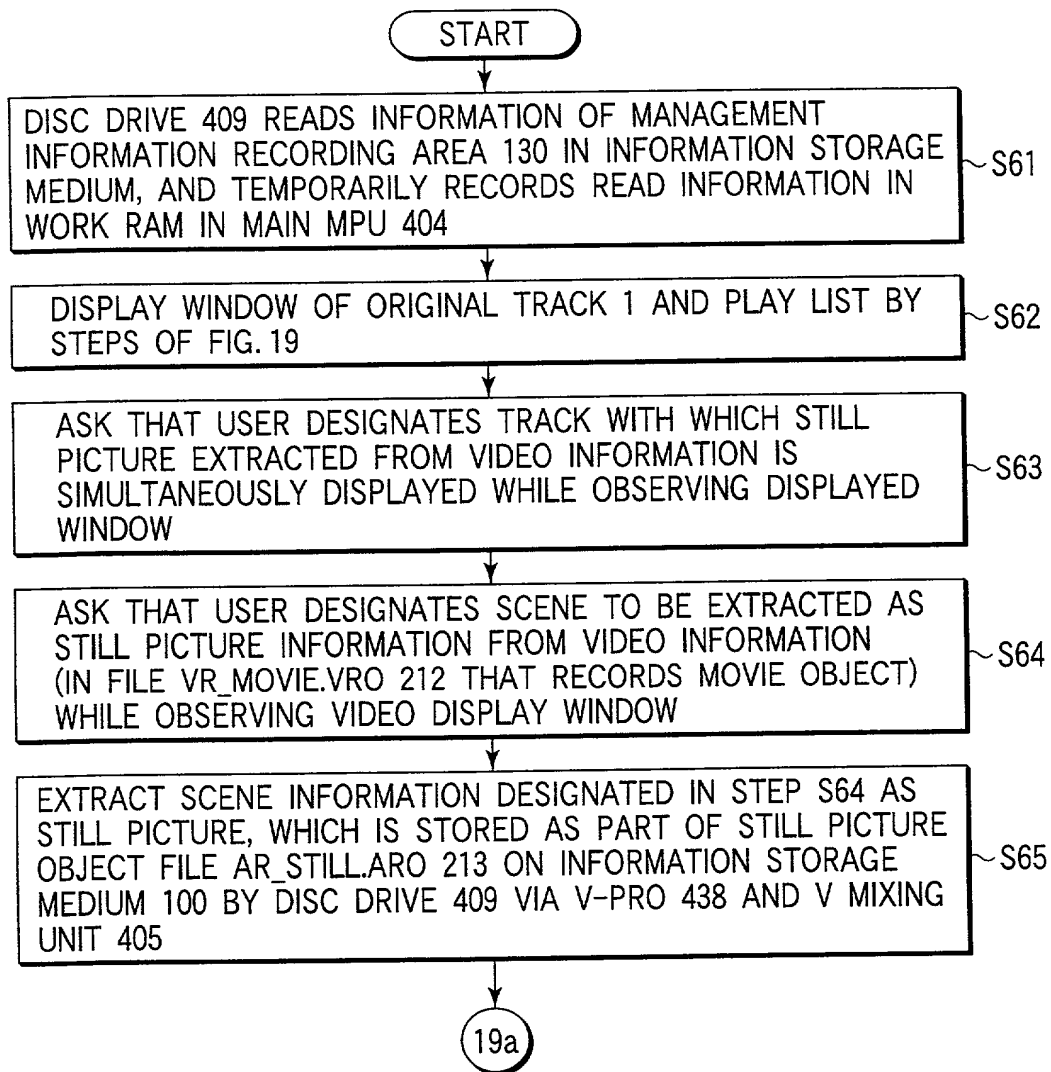 START
DISC DRIVE 409 READS INFORMATION OF MANAGEMENT
INFORMATION RECORDING AREA 130 IN INFORMATION STORAGE
MEDIUM, AND TEMPORARILY RECORDS READ INFORMATION IN
WORK RAM IN MAIN MPU 404
S61
DISPLAY WINDOW OF ORIGINAL TRACK 1 AND PLAY LIST BY
STEPS OF FIG. 19
S62
ASK THAT USER DESIGNATES TRACK WITH WHICH STILL
PICTURE EXTRACTED FROM VIDEO INFORMATION IS
SIMULTANEOUSLY DISPLAYED WHILE OBSERVING DISPLAYED
WINDOW
S63
ASK THAT USER DESIGNATES SCENE TO BE EXTRACTED AS
STILL PICTURE INFORMATION FROM VIDEO INFORMATION
(IN FILE VR_MOVIE.VRO 212 THAT RECORDS MOVIE OBJECT)
WHILE OBSERVING VIDEO DISPLAY WINDOW
S64
EXTRACT SCENE INFORMATION DESIGNATED IN STEP S64 AS
STILL PICTURE, WHICH IS STORED AS PART OF STILL PICTURE
OBJECT FILE AR_STILL.ARO 213 ON INFORMATION STORAGE
MEDIUM 100 BY DISC DRIVE 409 VIA V-PRO 438 AND V MIXING
UNIT 405
S65
19a